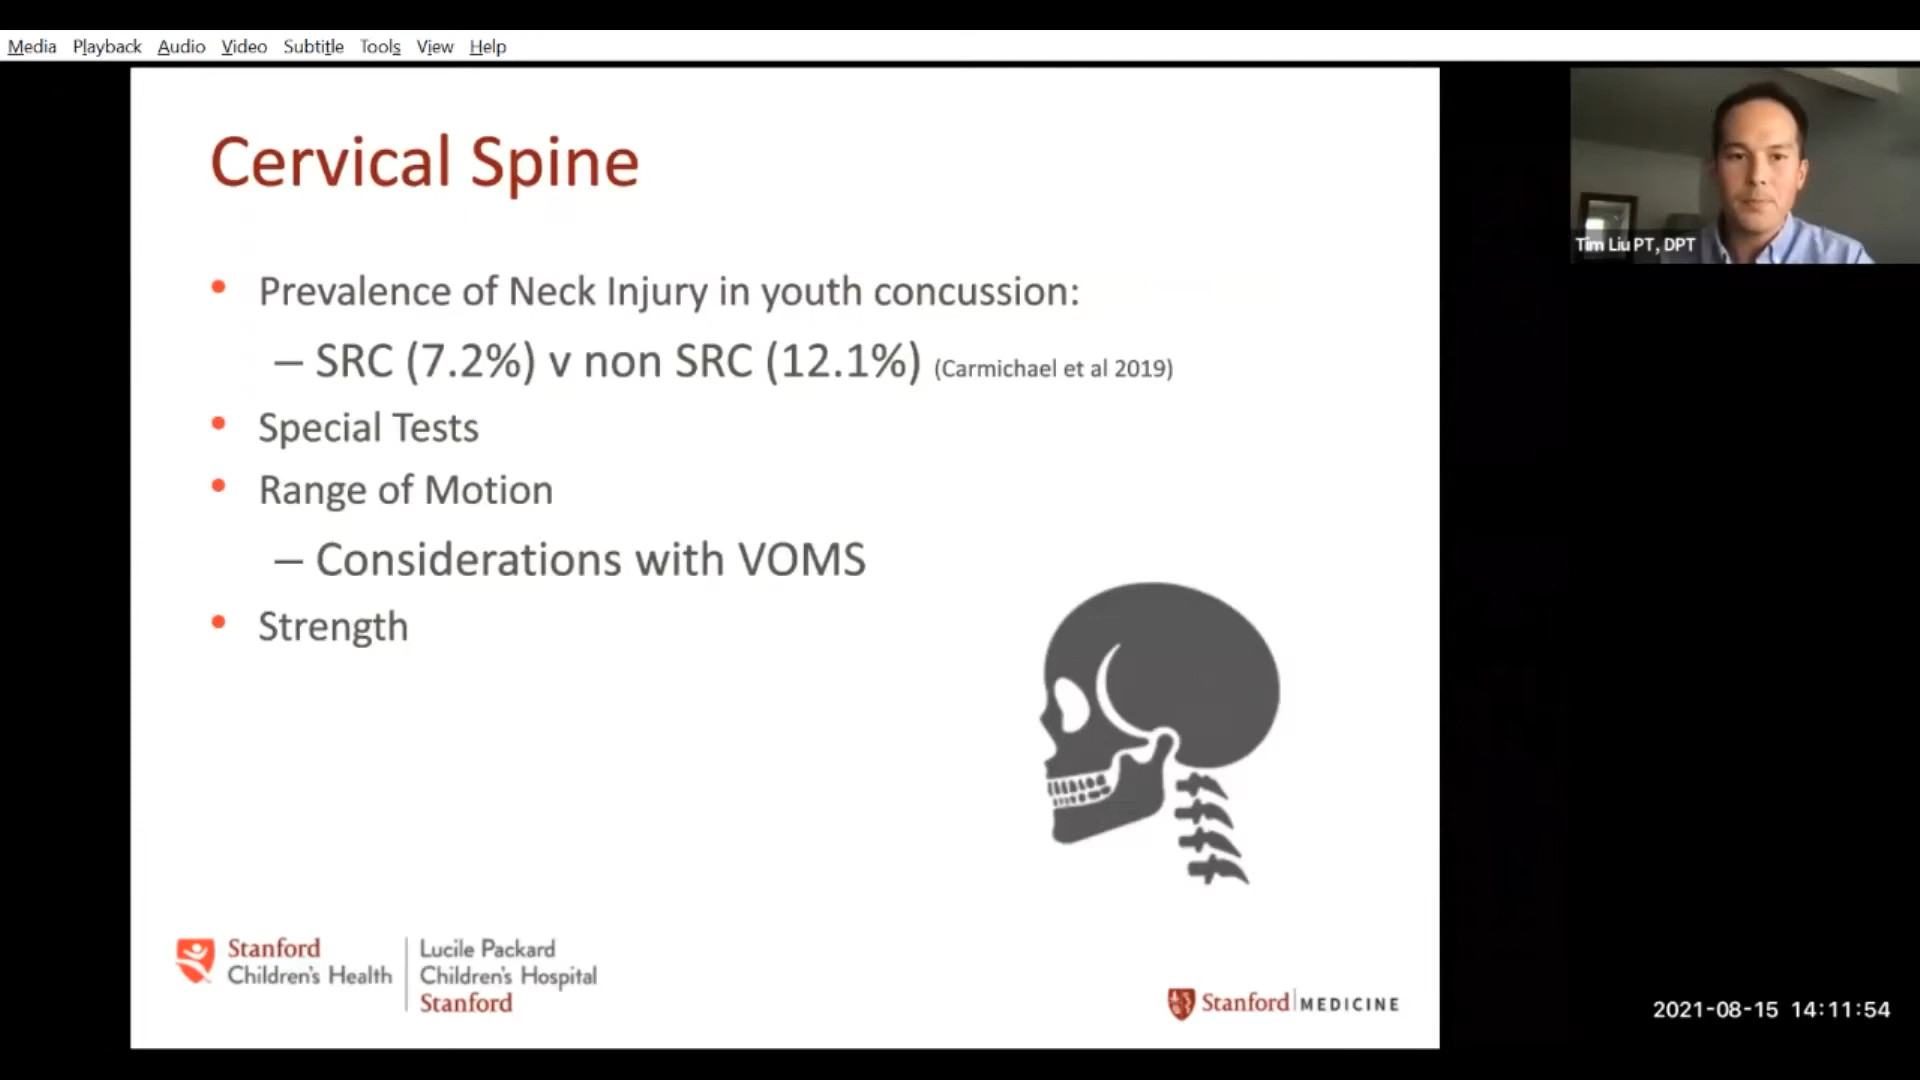 Media Playback Audio Video Subtitle Tools View Help
Cervical Spine
• Prevalence of Neck Injury in youth concussion:
– SRC (7.2%) v non SRC (12.1%) (Carmichael et al 2019)
• Special Tests
• Range of Motion
– Considerations with VOMS
• Strength
Tim Liu PT, DPT
Stanford
Children's Health
Lucile Packard
Children's Hospital
Stanford
Stanford MEDICINE
2021-08-15 14:11:54